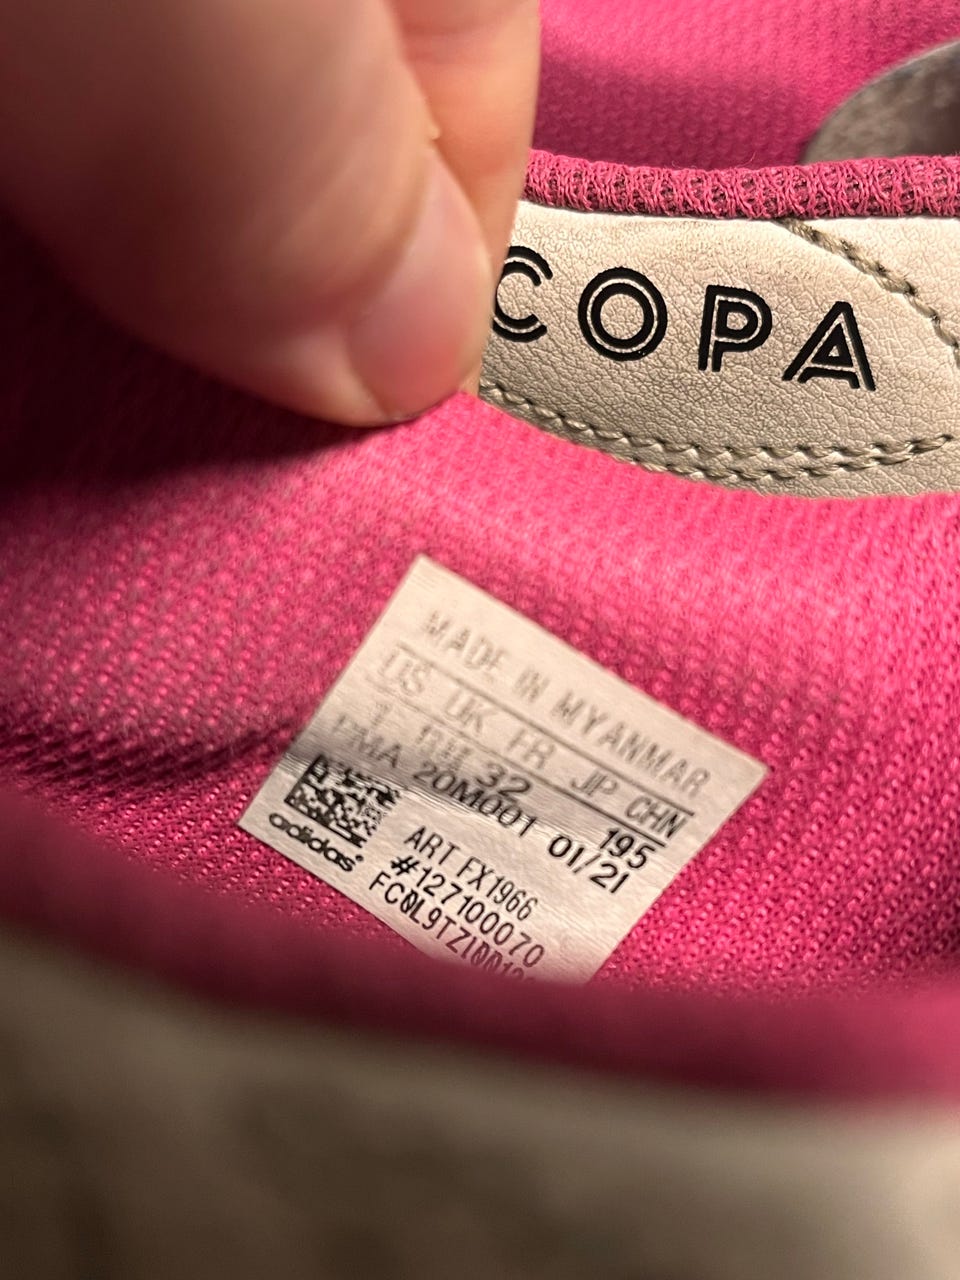 COPA
MADE IN MYANMAR
US UK FR JP CHN
1 32 195
PMA 20M001 01/21
adidas
ART FX1966
#127100070